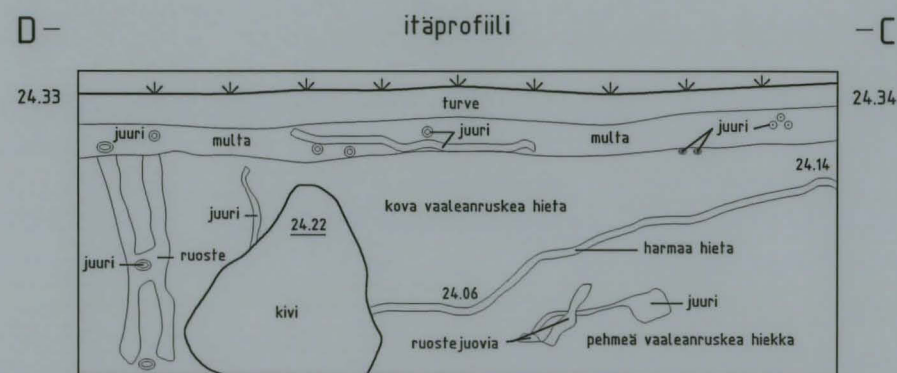 D – itäprofiili – C
24.33 turve 24.34
juuri multa juuri multa juuri
24.14
juuri 24.22 kova vaaleanruskea hieta
juuri ruoste harmaa hieta
24.06 juuri
kivi
ruostejuovia pehmeä vaaleanruskea hiekka